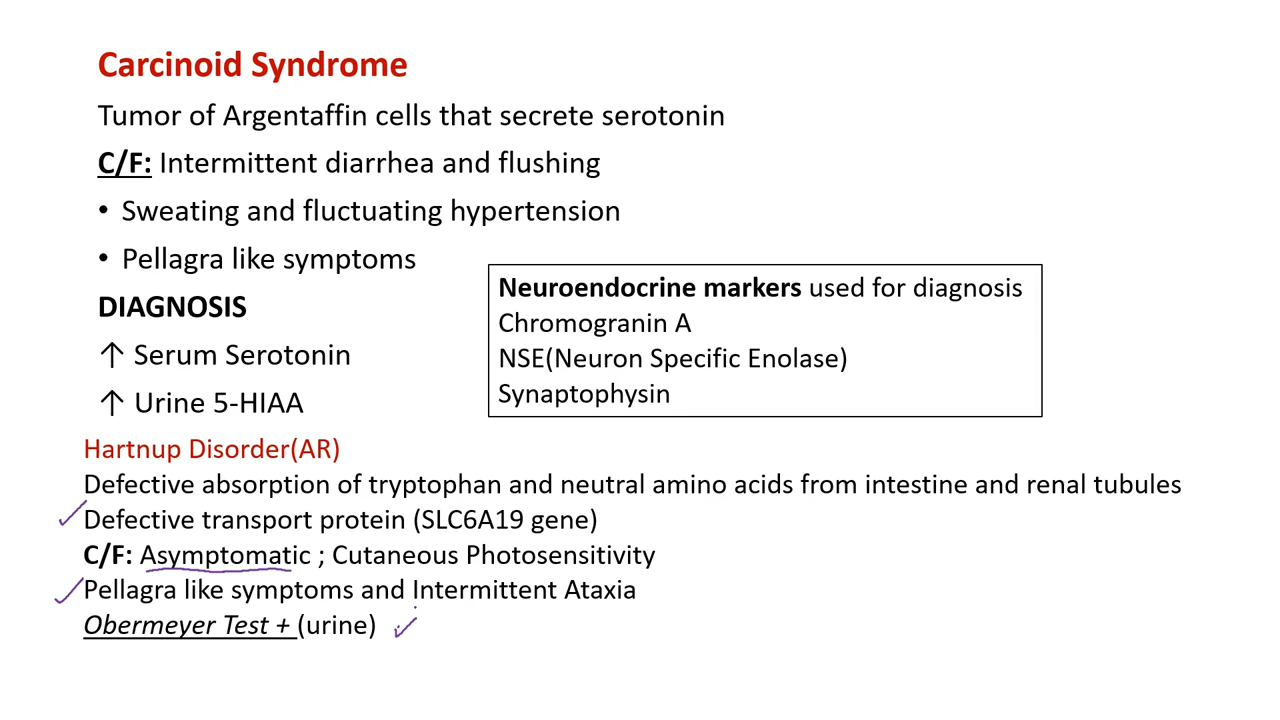 Carcinoid Syndrome
Tumor of Argentaffin cells that secrete serotonin
C/F: Intermittent diarrhea and flushing
• Sweating and fluctuating hypertension
• Pellagra like symptoms
DIAGNOSIS
↑ Serum Serotonin
↑ Urine 5-HIAA
Neuroendocrine markers used for diagnosis
Chromogranin A
NSE(Neuron Specific Enolase)
Synaptophysin
Hartnup Disorder(AR)
Defective absorption of tryptophan and neutral amino acids from intestine and renal tubules
Defective transport protein (SLC6A19 gene)
C/F: Asymptomatic ; Cutaneous Photosensitivity
Pellagra like symptoms and Intermittent Ataxia
Obermeyer Test + (urine)